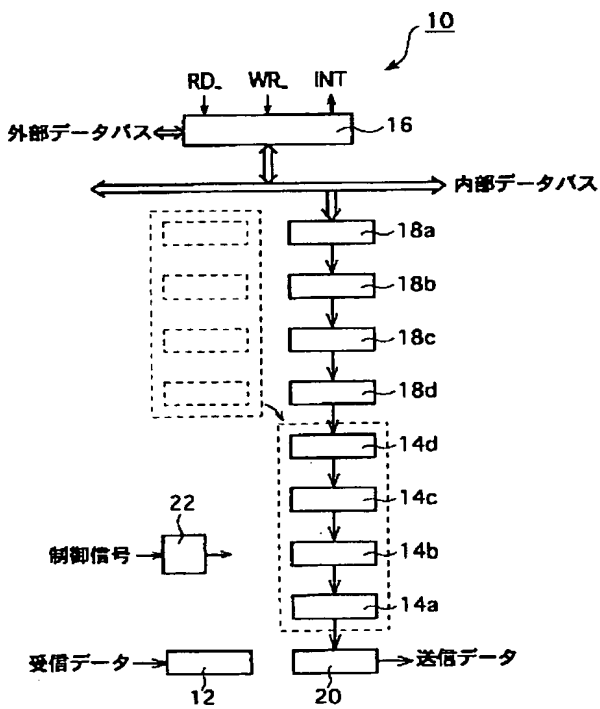 10
RD_ WR_ INT
外部データバス 16
内部データバス
18a
18b
18c
18d
14d
14c
22
制御信号 14b
14a
受信データ 送信データ
12 20